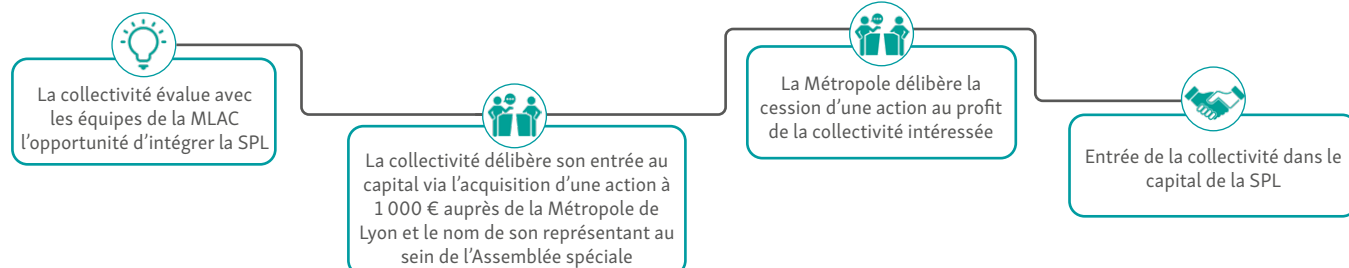 La collectivité évalue avec
les équipes de la MLAC
l'opportunité d'intégrer la SPL
La collectivité délibère son entrée au
capital via l'acquisition d'une action à
1 000 € auprès de la Métropole de
Lyon et le nom de son représentant au
sein de l'Assemblée spéciale
La Métropole délibère la
cession d'une action au profit
de la collectivité intéressée
Entrée de la collectivité dans le
capital de la SPL